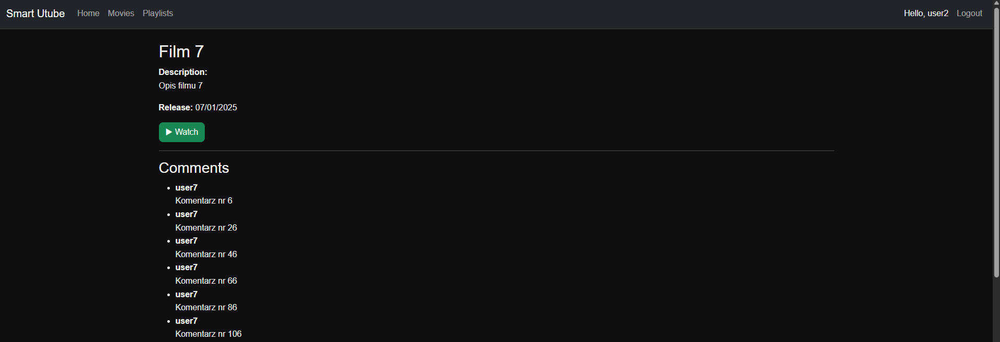 Smart Utube Home Movies Playlists Hello, user2 Logout
Film 7
Description:
Opis filmu 7
Release: 07/01/2025
▶ Watch
Comments
• user7
Komentarz nr 6
• user7
Komentarz nr 26
• user7
Komentarz nr 46
• user7
Komentarz nr 66
• user7
Komentarz nr 86
• user7
Komentarz nr 106